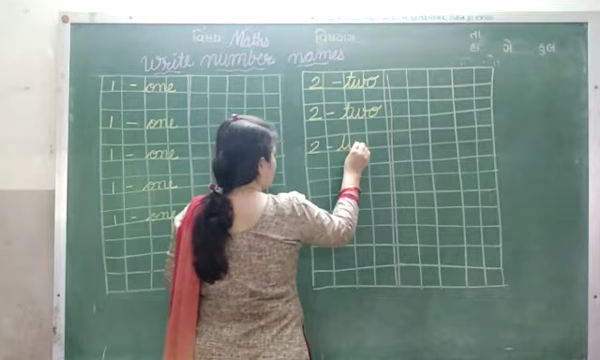 વિષય Maths વિભાગ
તા
write number names
1 - one
1 - one
1 - one
1 - one
1 - one
2 - two
2 - two
2 -